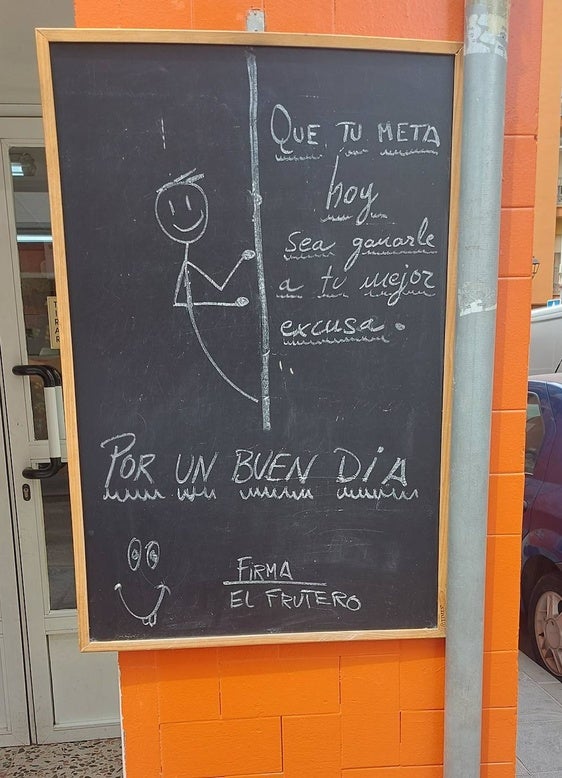 QUE TU META
hoy
sea ganarle
a tu mejor
excusa.
POR UN BUEN DiA
FIRMA
EL FRUTERO